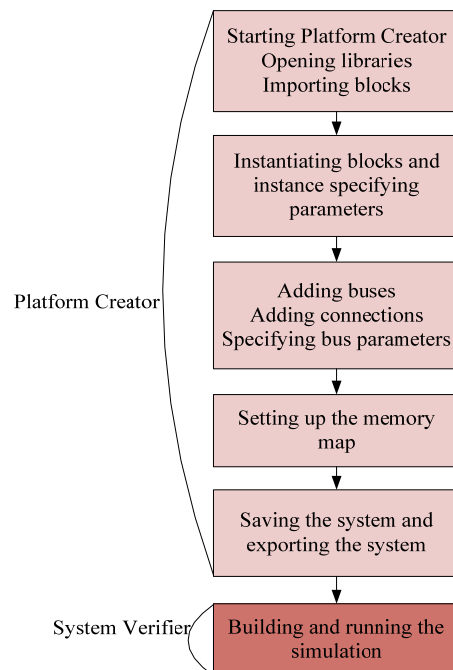 Starting Platform Creator
Opening libraries
Importing blocks
Instantiating blocks and
instance specifying
parameters
Adding buses
Adding connections
Specifying bus parameters
Platform Creator
Setting up the memory
map
Saving the system and
exporting the system
System Verifier
Building and running the
simulation